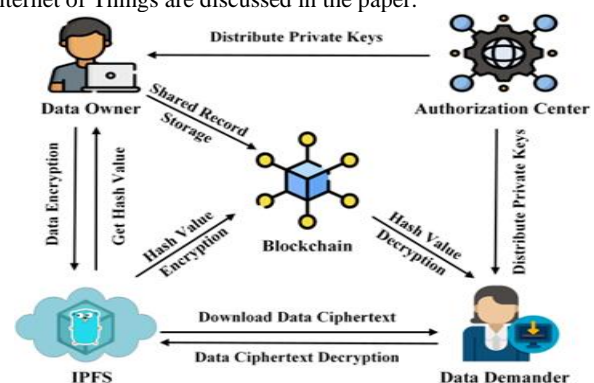 nternet of Things are discussed in the paper.
Distribute Private Keys
Data Owner
Authorization Center
Shared Record
Storage
Data Encryption
Get Hash Value
Distribute Private Keys
Hash Value
Encryption
Blockchain
Hash Value
Decryption
Download Data Ciphertext
Data Ciphertext Decryption
IPFS
Data Demander